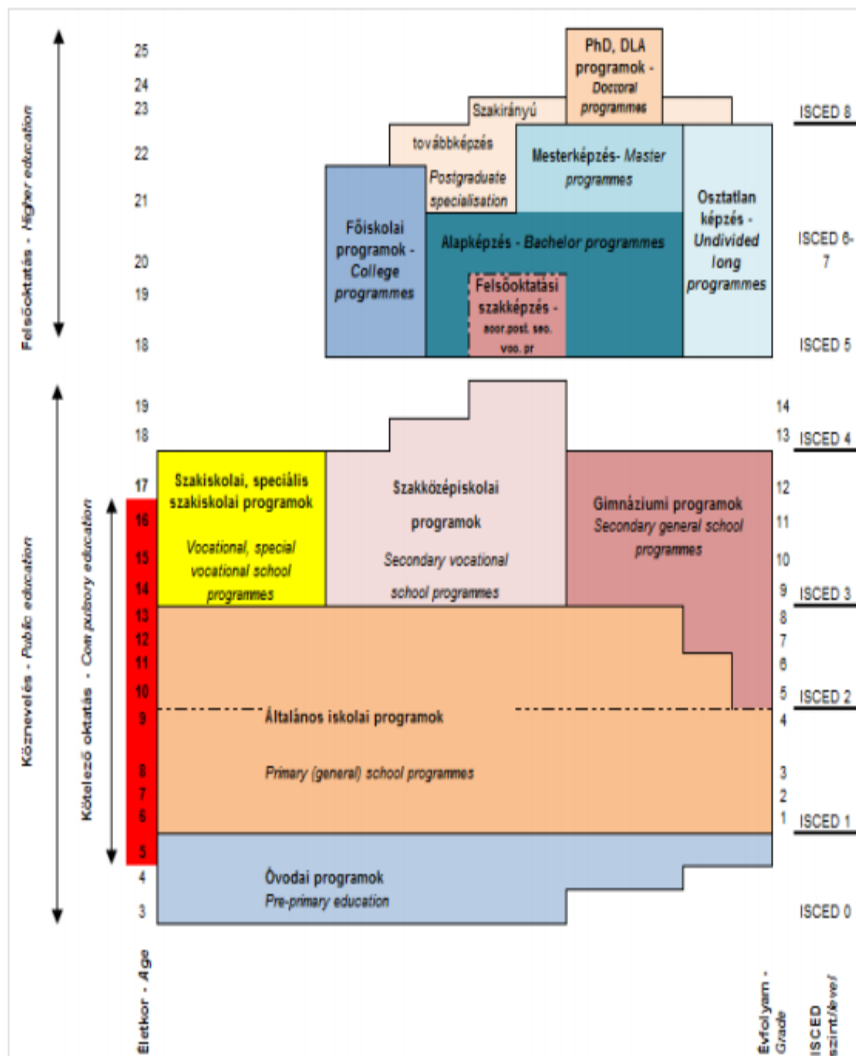 25
24
23
22
21
20
19
18
Felsőoktatás - Higher education
PhD, DLA
programok -
Doctoral
programmes
Szakirányú
továbbképzés
Postgraduate
specialisation
Mesterképzés- Master
programmes
Főiskolai
programok -
College
programmes
Alapképzés - Bachelor programmes
Felsőoktatási
szakképzés -
Osztatlan
képzés -
Undivided
long
programmes
ISCED 8
ISCED 6-
7
ISCED 5
19
18
17
16
15
14
13
12
11
10
9
8
7
6
5
4
3
Köznevelés - Public education
Kötelező oktatás - Compulsory education
Szakiskolai, speciális
szakiskolai programok
Vocational, special
vocational school
programmes
Szakközépiskolai
programok
Secondary vocational
school programmes
Gimnáziumi programok
Secondary general school
programmes
Általános iskolai programok
Primary (general) school programmes
Óvodai programok
Pre-primary education
14
13
12
11
10
9
8
7
6
5
4
3
2
1
ISCED 4
ISCED 3
ISCED 2
ISCED 1
ISCED 0
Életkor - Age
Évfolyam -
Grade
ISCED
szint/level